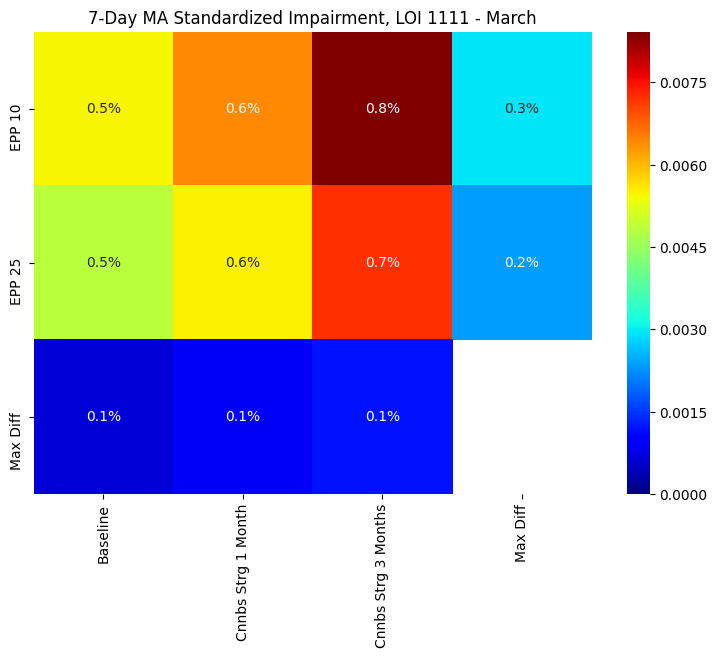 7-Day MA Standardized Impairment, LOI 1111 - March
EPP 10
0.5%
0.6%
0.8%
0.3%
EPP 25
0.5%
0.6%
0.7%
0.2%
Max Diff
0.1%
0.1%
0.1%
Baseline
Cnnbs Strg 1 Month
Cnnbs Strg 3 Months
Max Diff
0.0075
0.0060
0.0045
0.0030
0.0015
0.0000